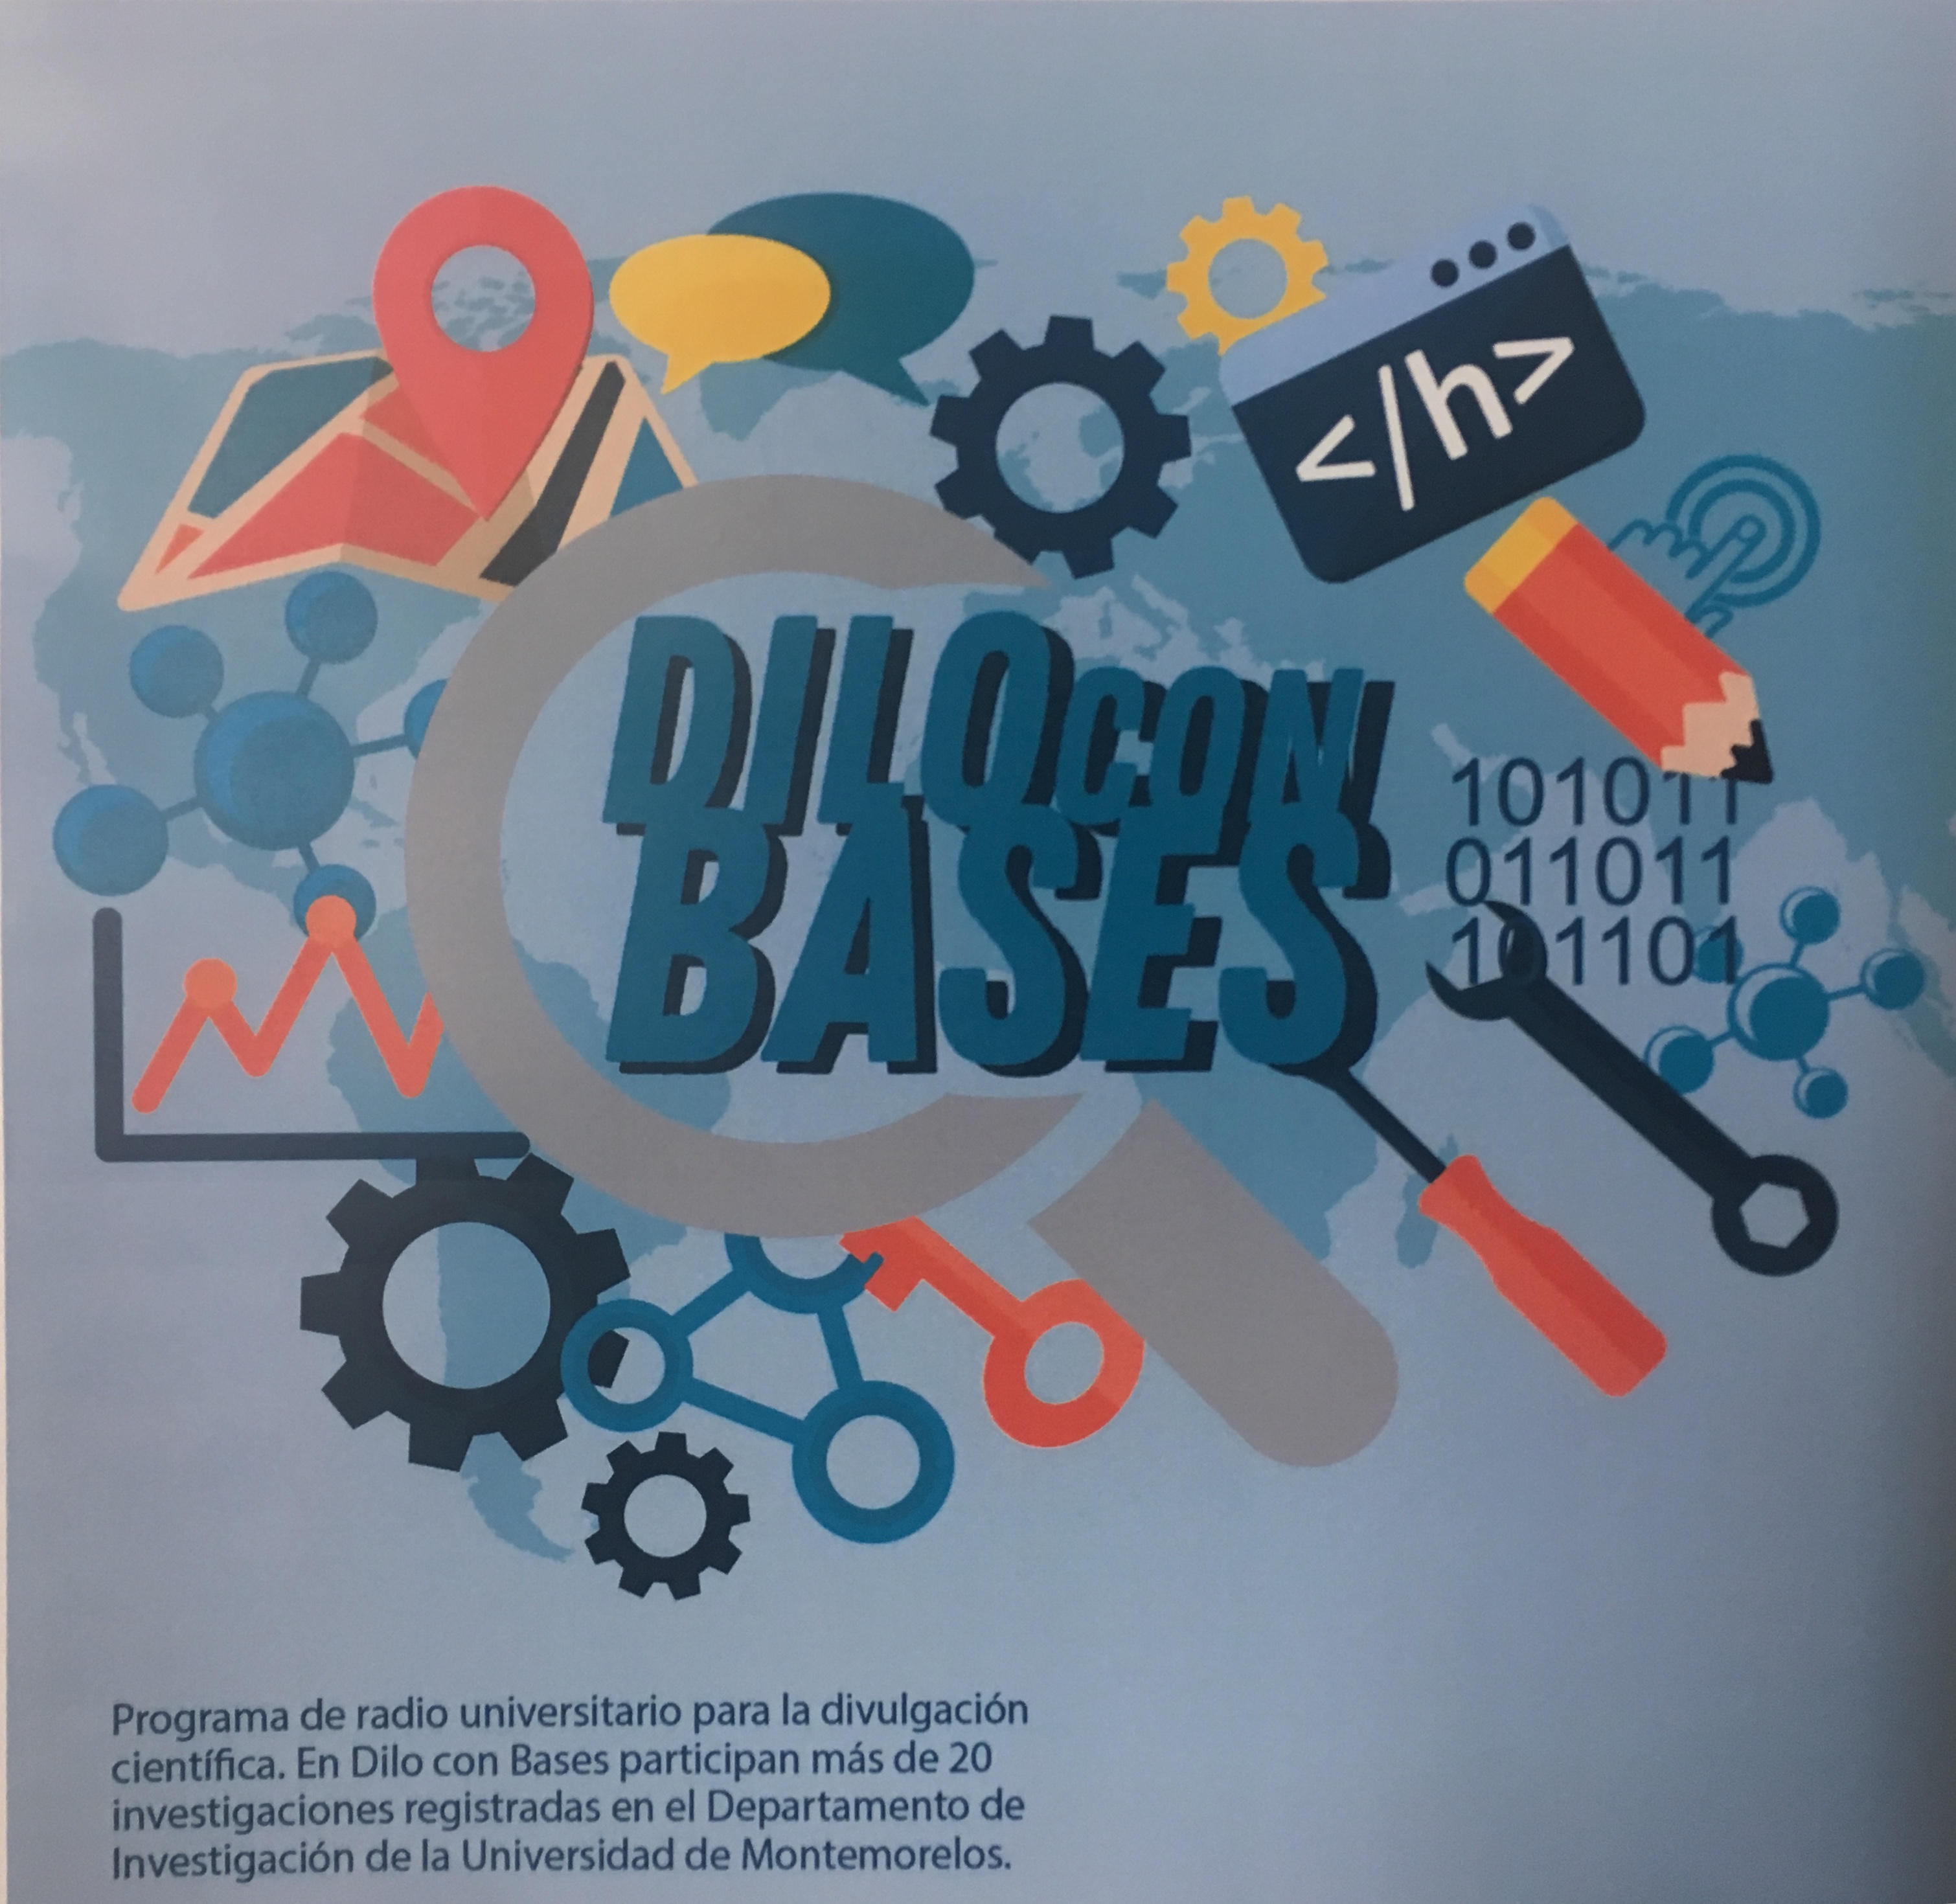 </h>
DILO CON
BASES
101011
011011
101101
Programa de radio universitario para la divulgación
científica. En Dilo con Bases participan más de 20
investigaciones registradas en el Departamento de
Investigación de la Universidad de Montemorelos.